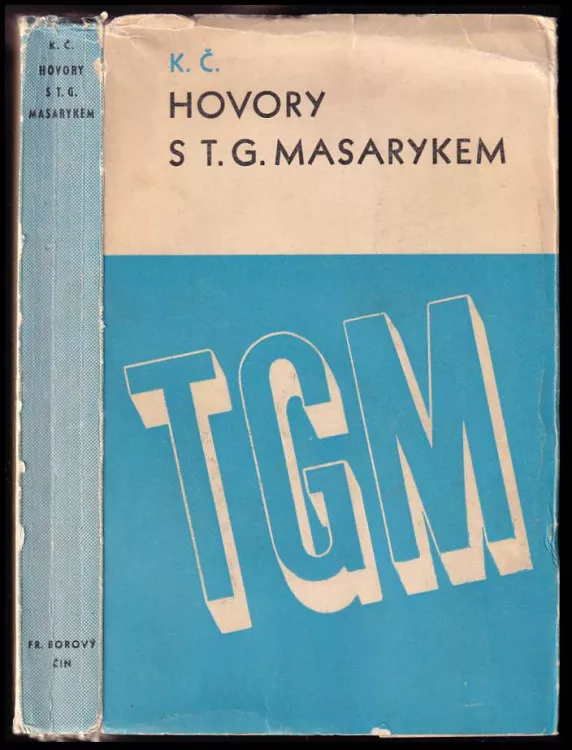 K. Č.
HOVORY
S T. G.
MASARYKEM
FR. BOROVÝ
ČIN
K. Č.
HOVORY
S T. G. MASARYKEM
TGM